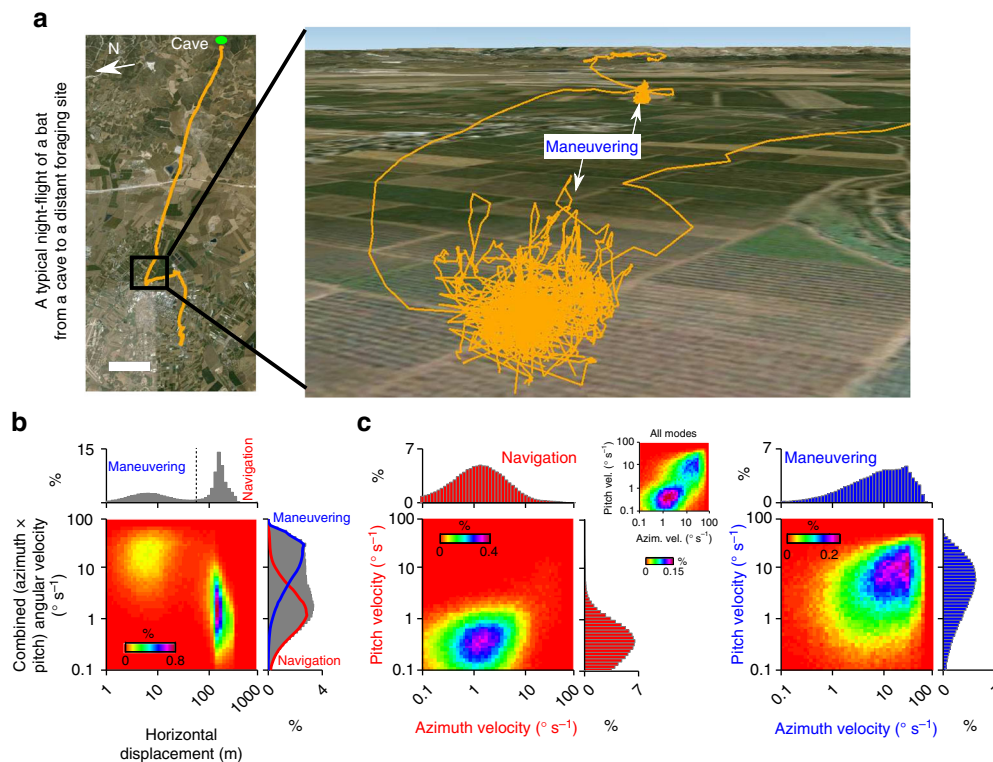 a
A typical night-flight of a bat
from a cave to a distant foraging site
N
Cave
Maneuvering
b
15
%
0
Maneuvering
Navigation
Combined (azimuth ×
pitch) angular velocity
(° s⁻¹)
100
10
1
0.1
%
0 0.8
1 10 100 1000
Horizontal
displacement (m)
Maneuvering
Navigation
0 4
%
c
7
%
0
Navigation
Pitch velocity (° s⁻¹)
100
10
1
0.1
%
0 0.4
0.1 1 10 100
Azimuth velocity (° s⁻¹)
0 7
%
All modes
Pitch vel. (° s⁻¹)
100
10
1
0.1
0.1 1 10 100
Azim. vel. (° s⁻¹)
%
0 0.15
7
%
0
Maneuvering
Pitch velocity (° s⁻¹)
100
10
1
0.1
%
0 0.2
0.1 1 10 100
Azimuth velocity (° s⁻¹)
0
%